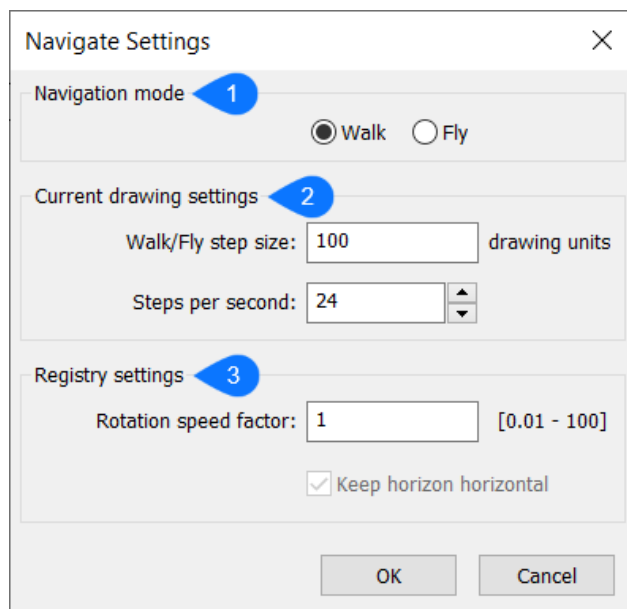 Navigate Settings
Navigation mode 1
Walk Fly
Current drawing settings 2
Walk/Fly step size: 100 drawing units
Steps per second: 24
Registry settings 3
Rotation speed factor: 1 [0.01 - 100]
Keep horizon horizontal
OK Cancel